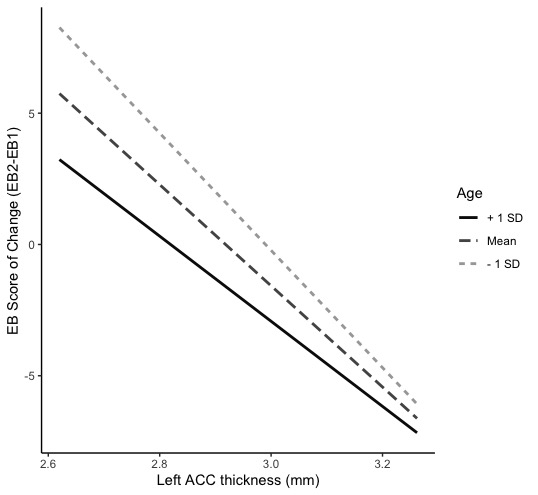 EB Score of Change (EB2-EB1)
5
0
-5
2.6
2.8
3.0
3.2
Left ACC thickness (mm)
Age
+ 1 SD
Mean
- 1 SD